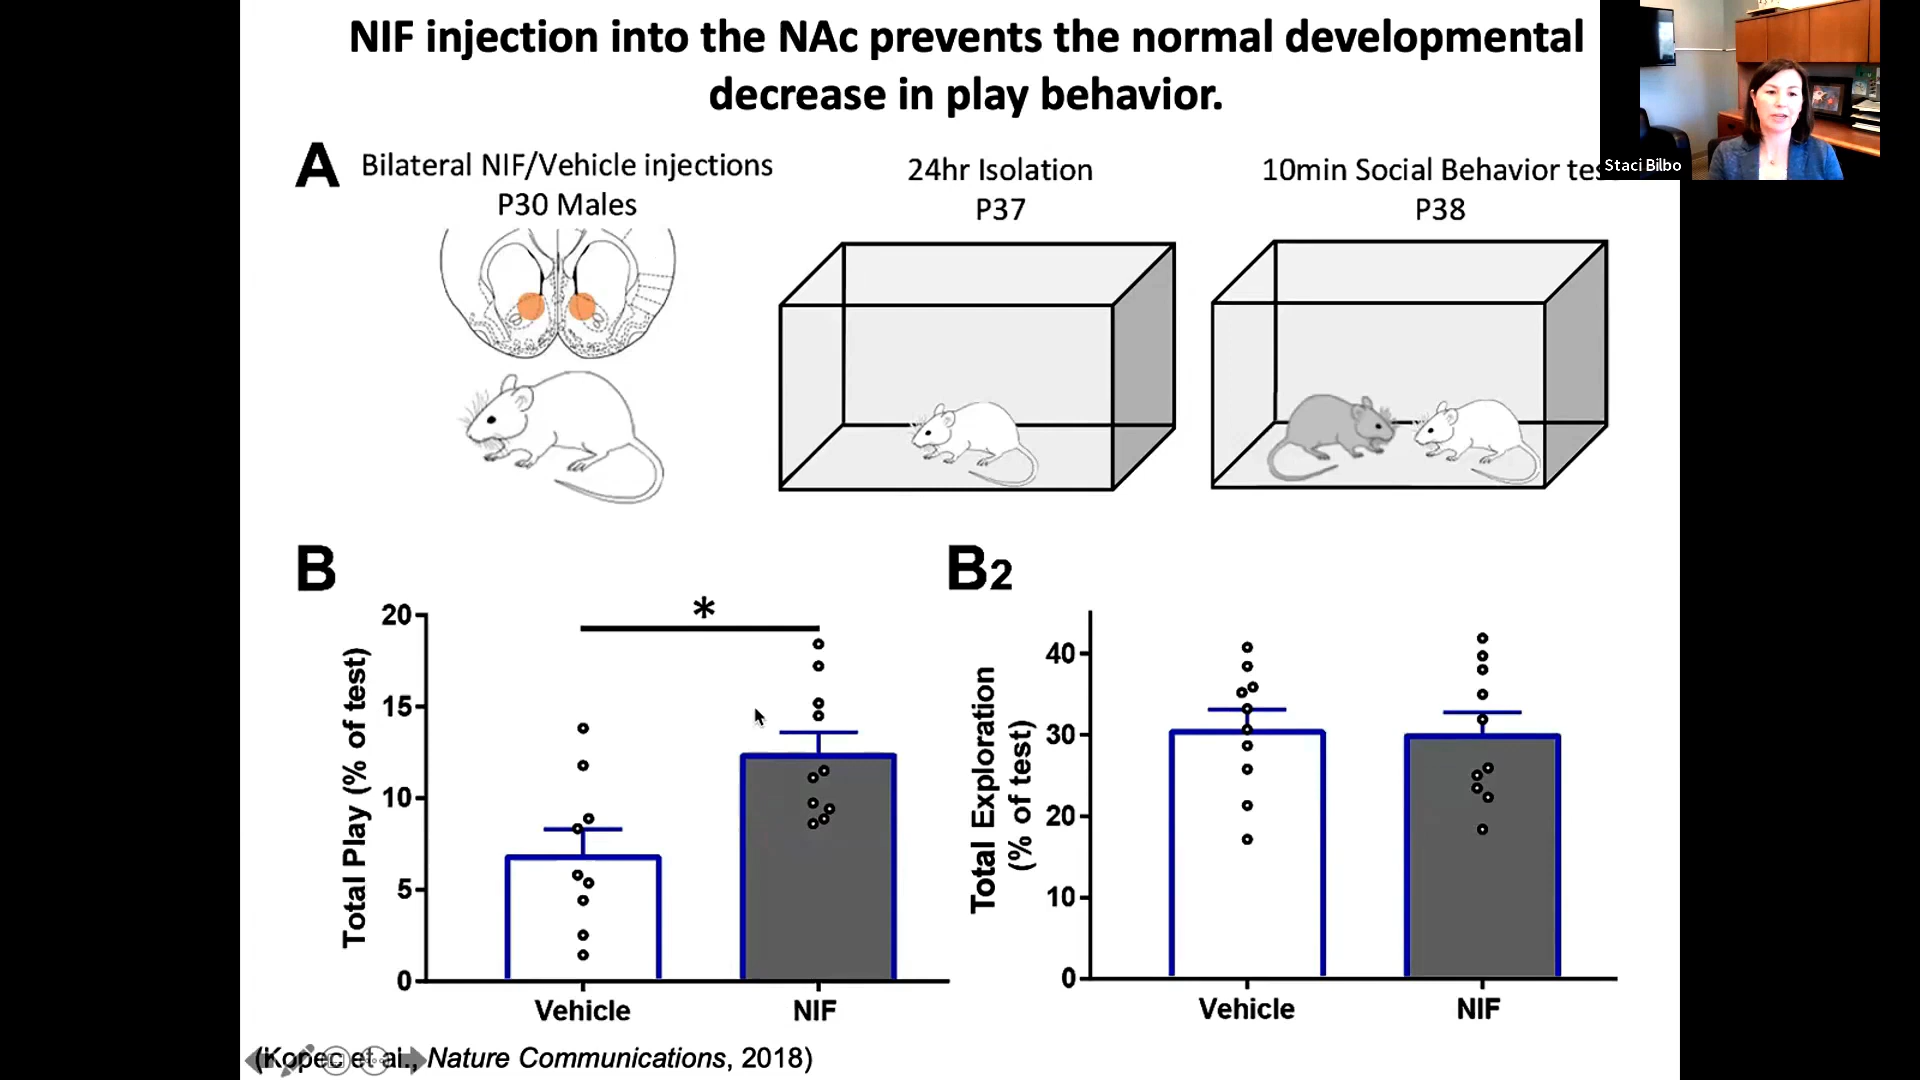 NIF injection into the NAc prevents the normal developmental
decrease in play behavior.
Staci Bilbo
A
Bilateral NIF/Vehicle injections
P30 Males
24hr Isolation
P37
10min Social Behavior tes
P38
B
*
Total Play (% of test)
20
15
10
5
0
Vehicle
NIF
B2
Total Exploration
(% of test)
40
30
20
10
0
Vehicle
NIF
(Kopec et al., Nature Communications, 2018)